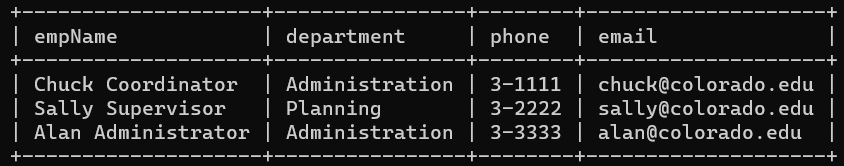 +--------------------+----------------+--------+--------------------+
| empName            | department     | phone  | email              |
+--------------------+----------------+--------+--------------------+
| Chuck Coordinator  | Administration | 3-1111 | chuck@colorado.edu |
| Sally Supervisor   | Planning       | 3-2222 | sally@colorado.edu |
| Alan Administrator | Administration | 3-3333 | alan@colorado.edu  |
+--------------------+----------------+--------+--------------------+